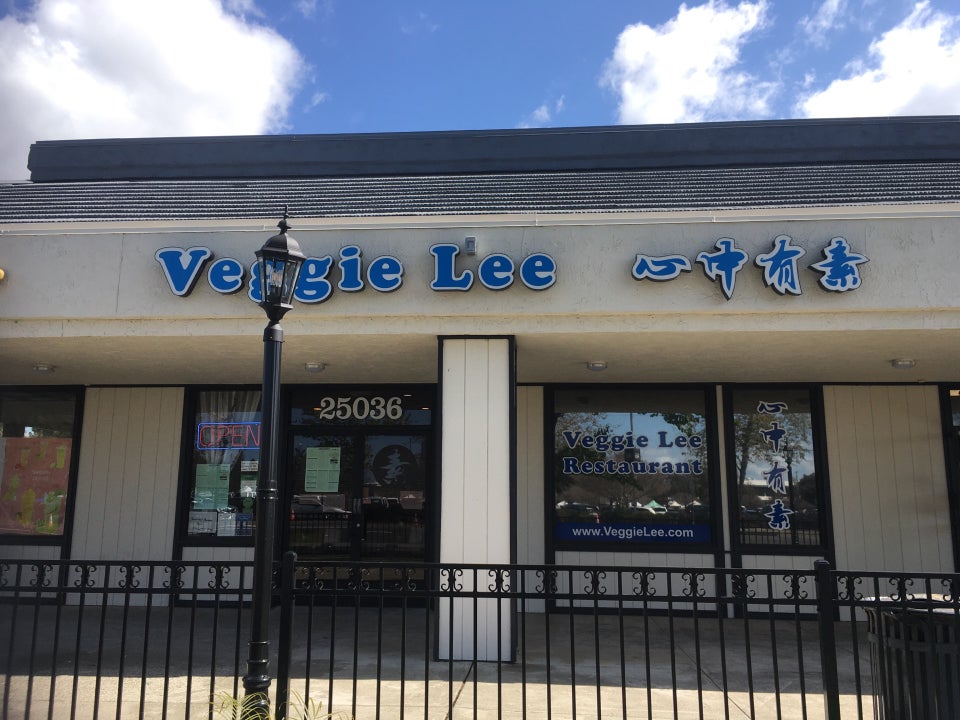 Veggie Lee 心中有素
OPEN
25036
Veggie Lee
Restaurant
www.VeggieLee.com
心中有素